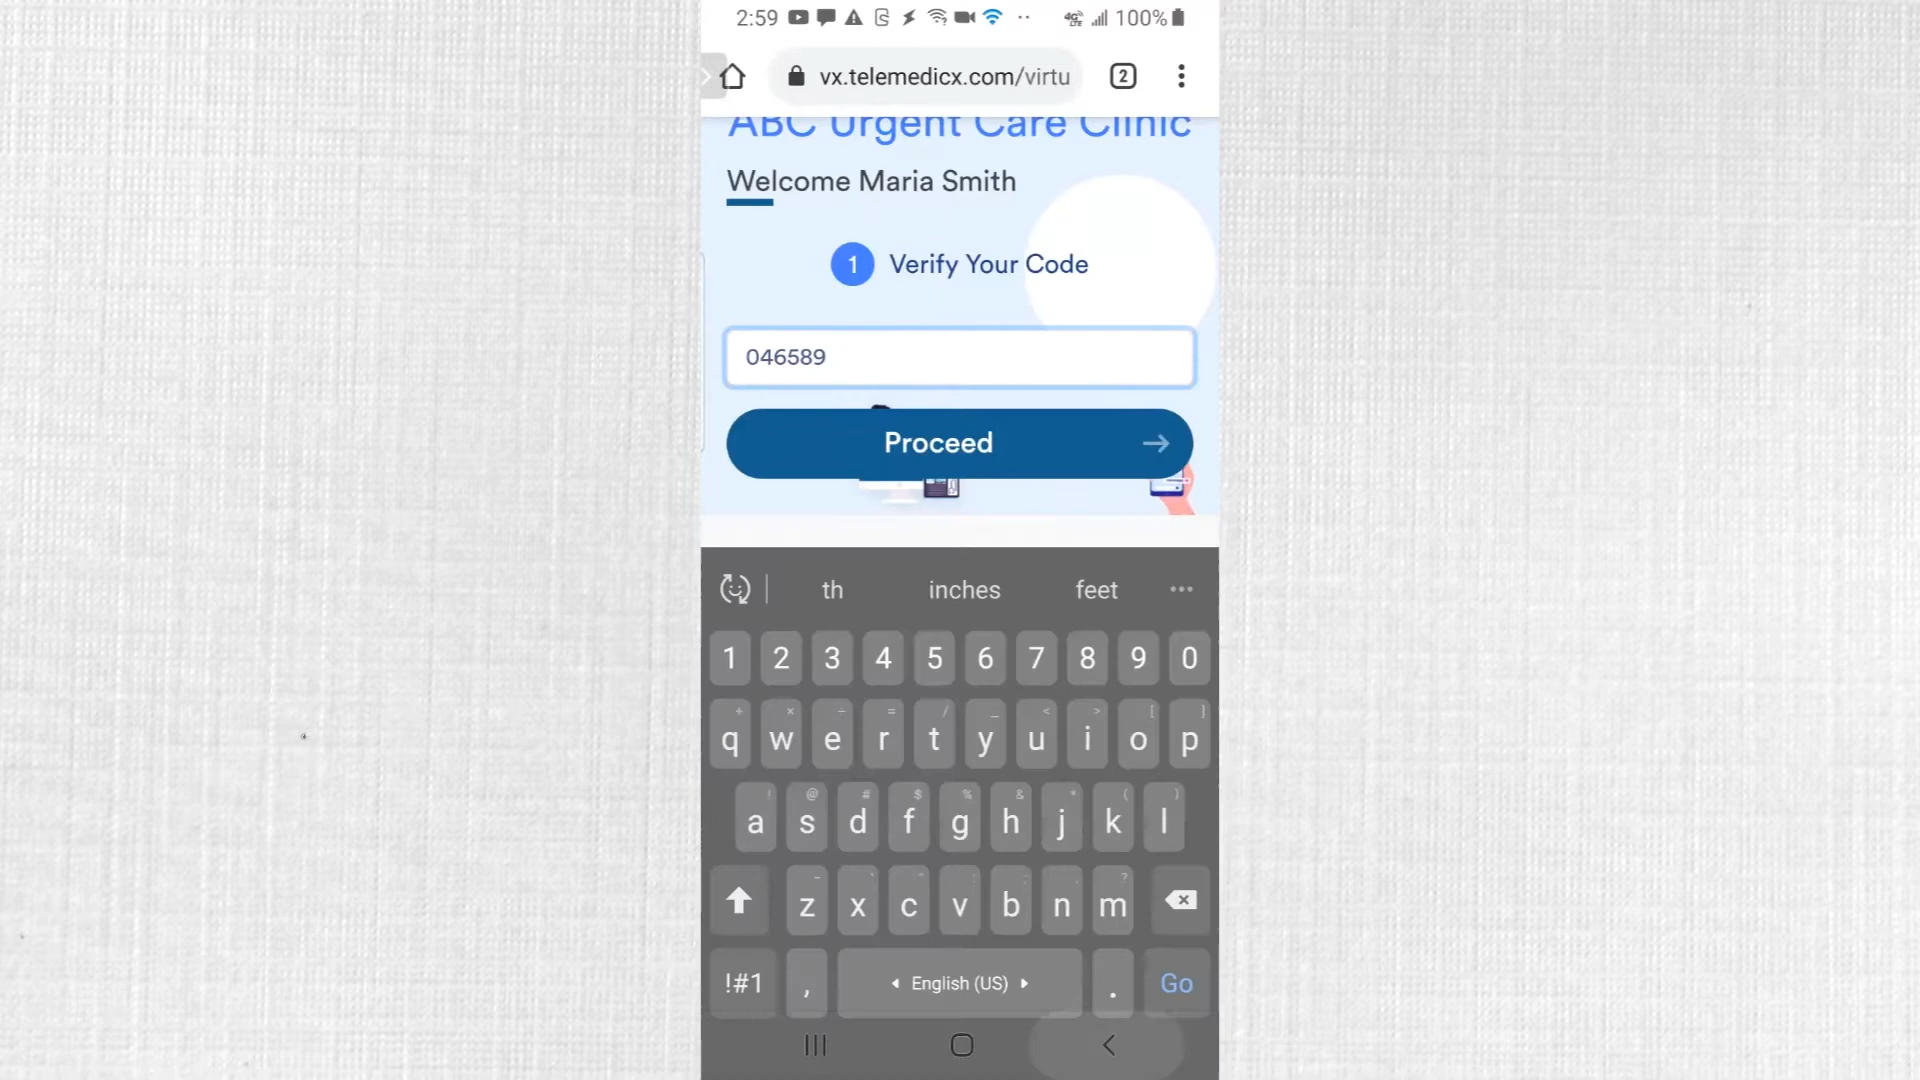 2:59 100%
vx.telemedicx.com/virtu 2
ABC Urgent Care Clinic
Welcome Maria Smith
1 Verify Your Code
046589
Proceed
th inches feet
1 2 3 4 5 6 7 8 9 0
q w e r t y u i o p
a s d f g h j k l
z x c v b n m
!#1 , English (US) . Go